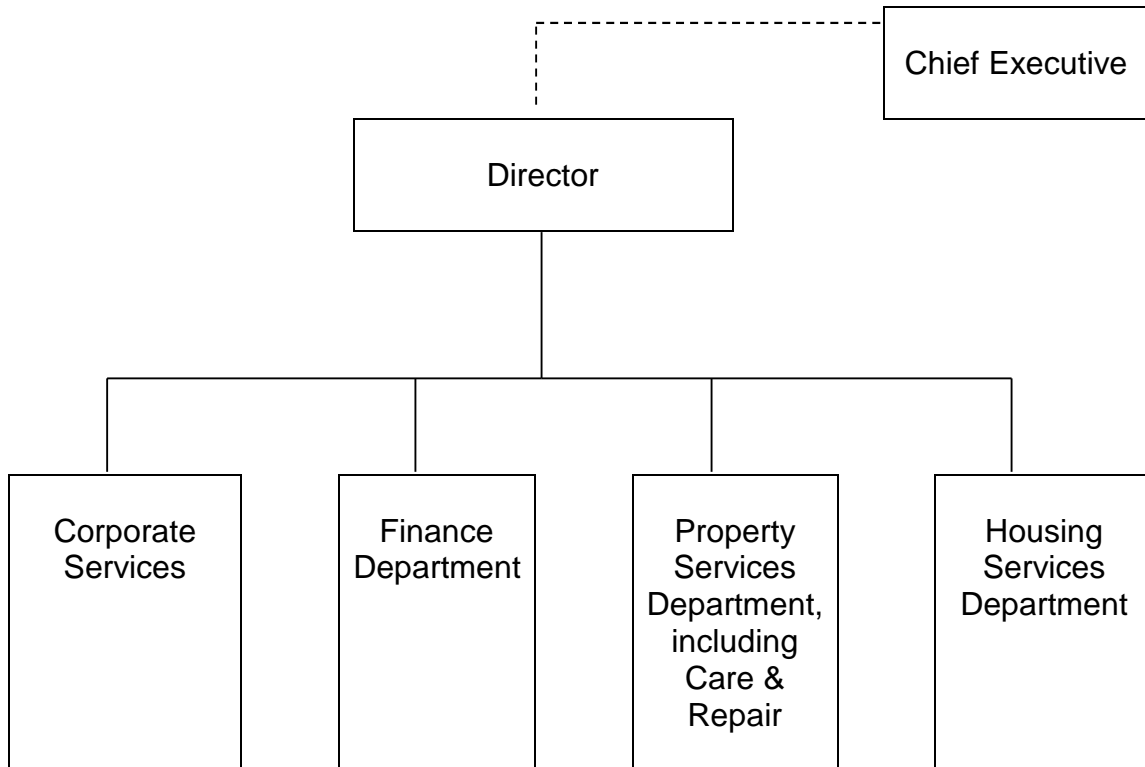 Chief Executive
Director
Corporate
Services
Finance
Department
Property
Services
Department,
including
Care &
Repair
Housing
Services
Department